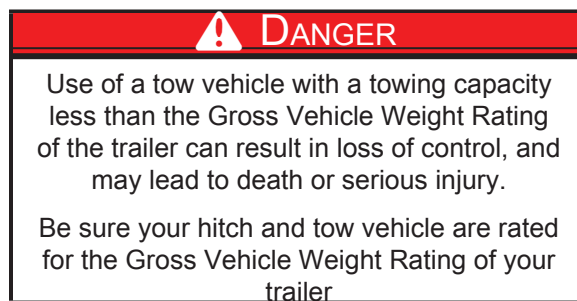 DANGER
Use of a tow vehicle with a towing capacity
less than the Gross Vehicle Weight Rating
of the trailer can result in loss of control, and
may lead to death or serious injury.
Be sure your hitch and tow vehicle are rated
for the Gross Vehicle Weight Rating of your
trailer